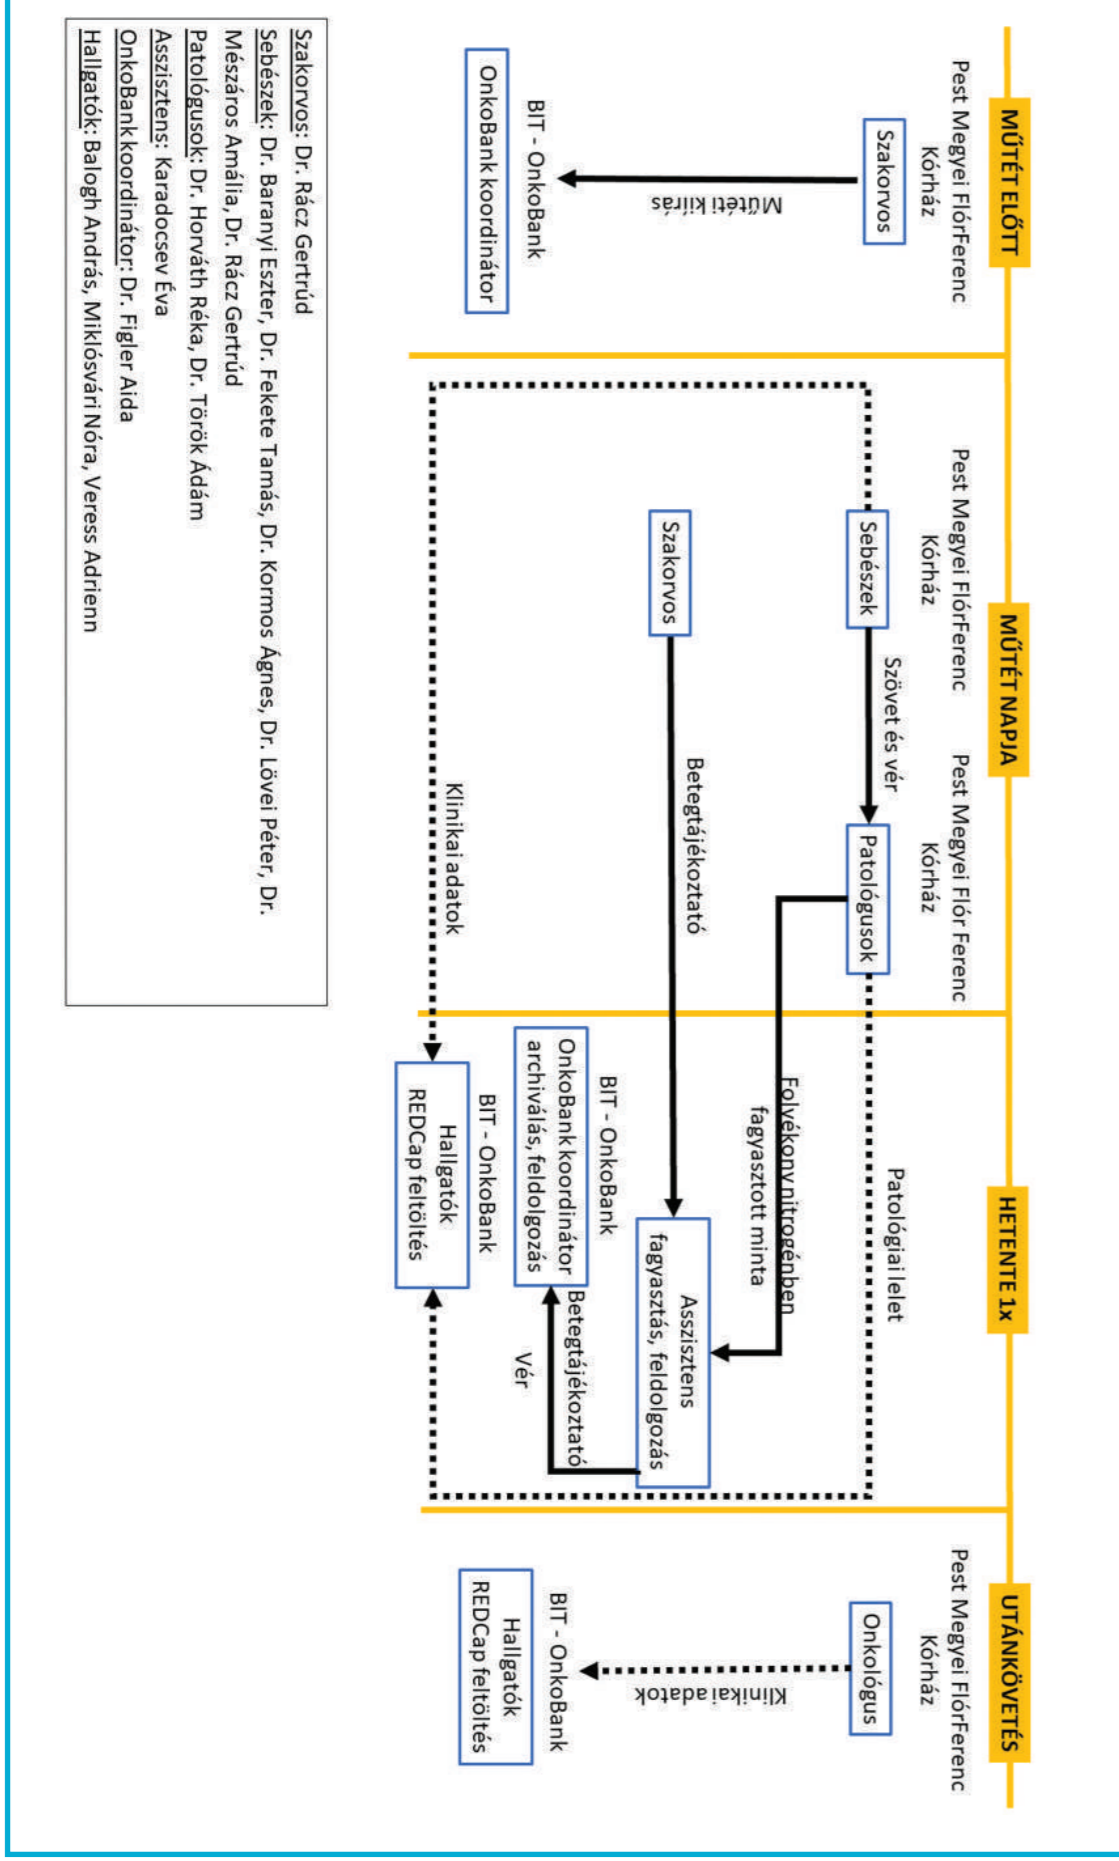 MŰTÉT ELŐTT
Pest Megyei FlórFerenc
Kórház
Szakorvos
Műtéti kiírás
BIT - OnkoBank
OnkoBank koordinátor
MŰTÉT NAPJA
Pest Megyei FlórFerenc
Kórház
Sebészek
Szövet és vér
Pest Megyei Flór Ferenc
Kórház
Patológusok
Szakorvos
Betegtájékoztató
Klinikai adatok
HETENTE 1x
Patológiai lelet
Folyékony nitrogénben
fagyasztott minta
Asszisztens
fagyasztás, feldolgozás
Betegtájékoztató
Vér
BIT - OnkoBank
OnkoBank koordinátor
archiválás, feldolgozás
BIT - OnkoBank
Hallgatók
REDCap feltöltés
UTÁNKÖVETÉS
Pest Megyei FlórFerenc
Kórház
Onkológus
Klinikai adatok
BIT - OnkoBank
Hallgatók
REDCap feltöltés
Szakorvos: Dr. Rácz Gertrúd
Sebészek: Dr. Baranyi Eszter, Dr. Fekete Tamás, Dr. Kormos Ágnes, Dr. Lövei Péter, Dr.
Mészáros Amália, Dr. Rácz Gertrúd
Patológusok: Dr. Horváth Réka, Dr. Török Ádám
Asszisztens: Karadocsev Éva
OnkoBank koordinátor: Dr. Figler Aida
Hallgatók: Balogh András, Miklósvári Nóra, Veress Adrienn